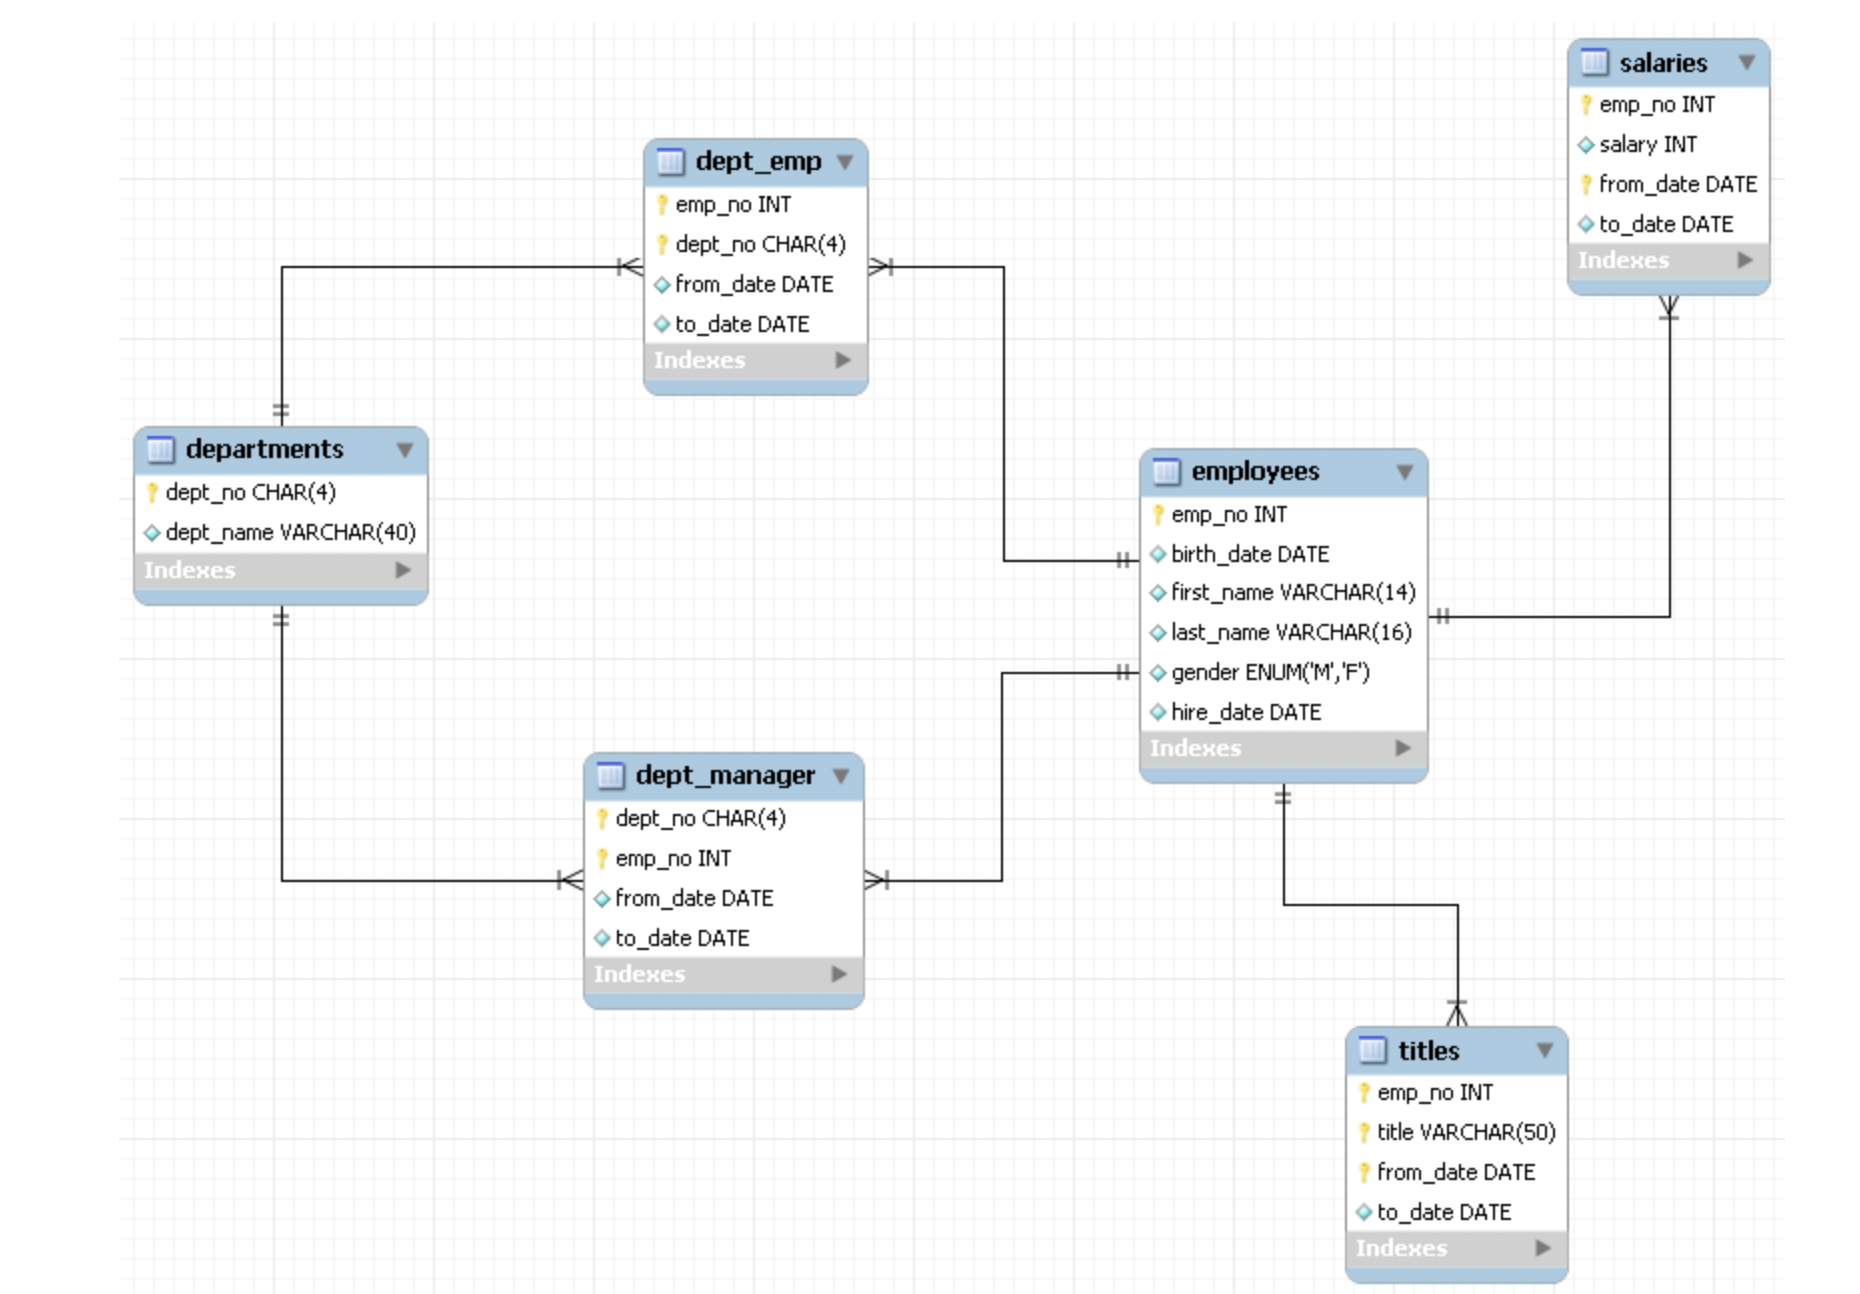 salaries
emp_no INT
salary INT
from_date DATE
to_date DATE
Indexes
dept_emp
emp_no INT
dept_no CHAR(4)
from_date DATE
to_date DATE
Indexes
departments
dept_no CHAR(4)
dept_name VARCHAR(40)
Indexes
employees
emp_no INT
birth_date DATE
first_name VARCHAR(14)
last_name VARCHAR(16)
gender ENUM('M','F')
hire_date DATE
Indexes
dept_manager
dept_no CHAR(4)
emp_no INT
from_date DATE
to_date DATE
Indexes
titles
emp_no INT
title VARCHAR(50)
from_date DATE
to_date DATE
Indexes